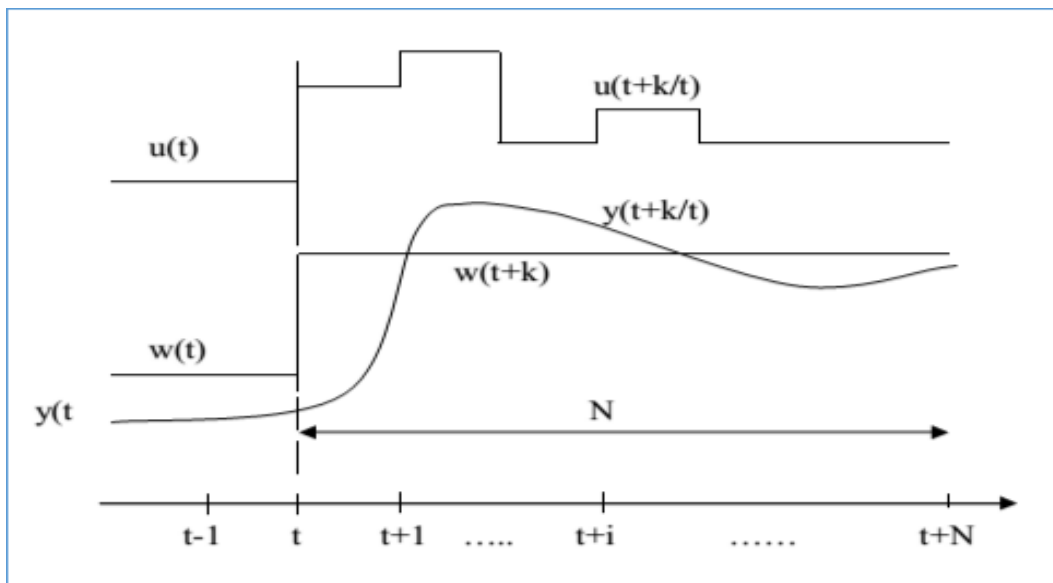 u(t+k/t)
u(t)
y(t+k/t)
w(t+k)
w(t)
y(t
N
t-1 t t+1 ..... t+i ...... t+N